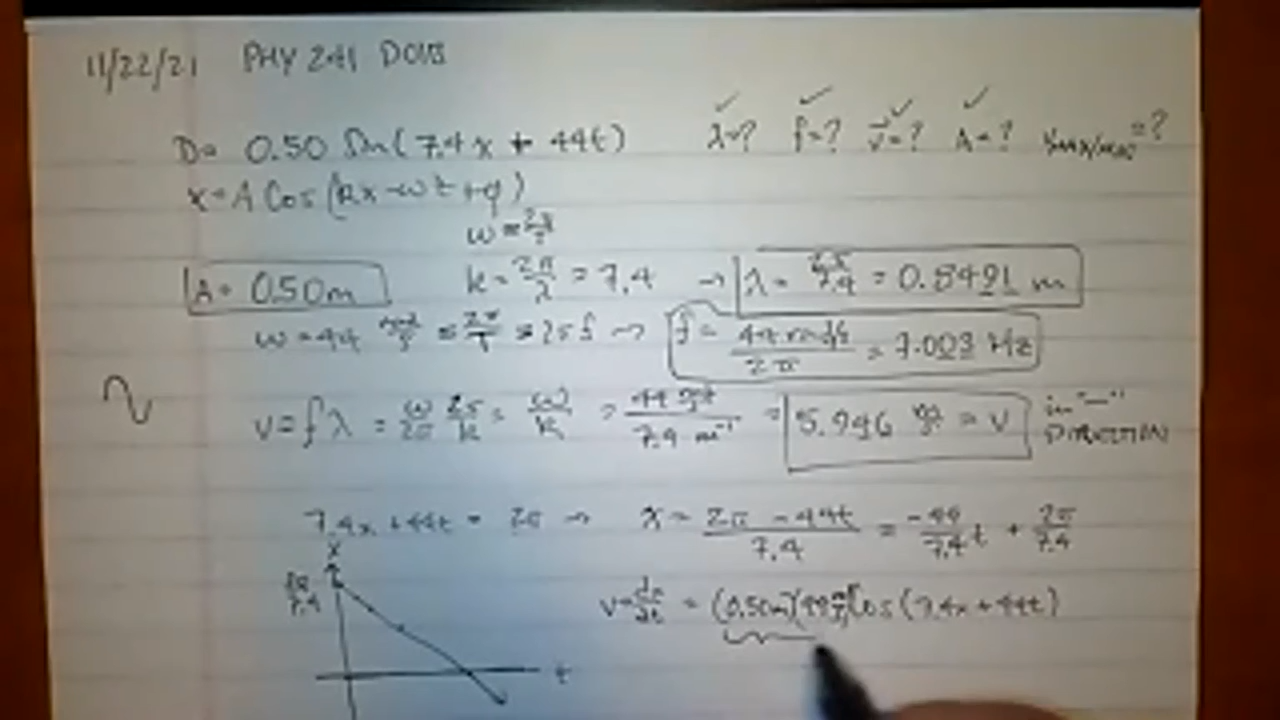 11/22/21 PHY 241 
D= 0.50 Sin(7.4x + 44t) λ=? f=? v⃗=? A=? =?
x=A Cos(kx-ωt+φ)
ω=2π/T
A= 0.50m k=2π/λ=7.4 → λ=2π/7.4=0.8491 m
ω=44 rad/s = 2π/T = 2πf → f= 44 rad/s/2π = 7.003 Hz
v=fλ = ω/2π 2π/k = ω/k = 44 rad/s/7.4 m⁻¹ = 5.946 m/s = v in "-" DIRECTION
7.4x +44t = 2π → x = 2π-44t/7.4 = -44/7.4 t + 2π/7.4
x
2π/7.4
t
v= = (0.50m)(44)Cos(7.4x+44t)